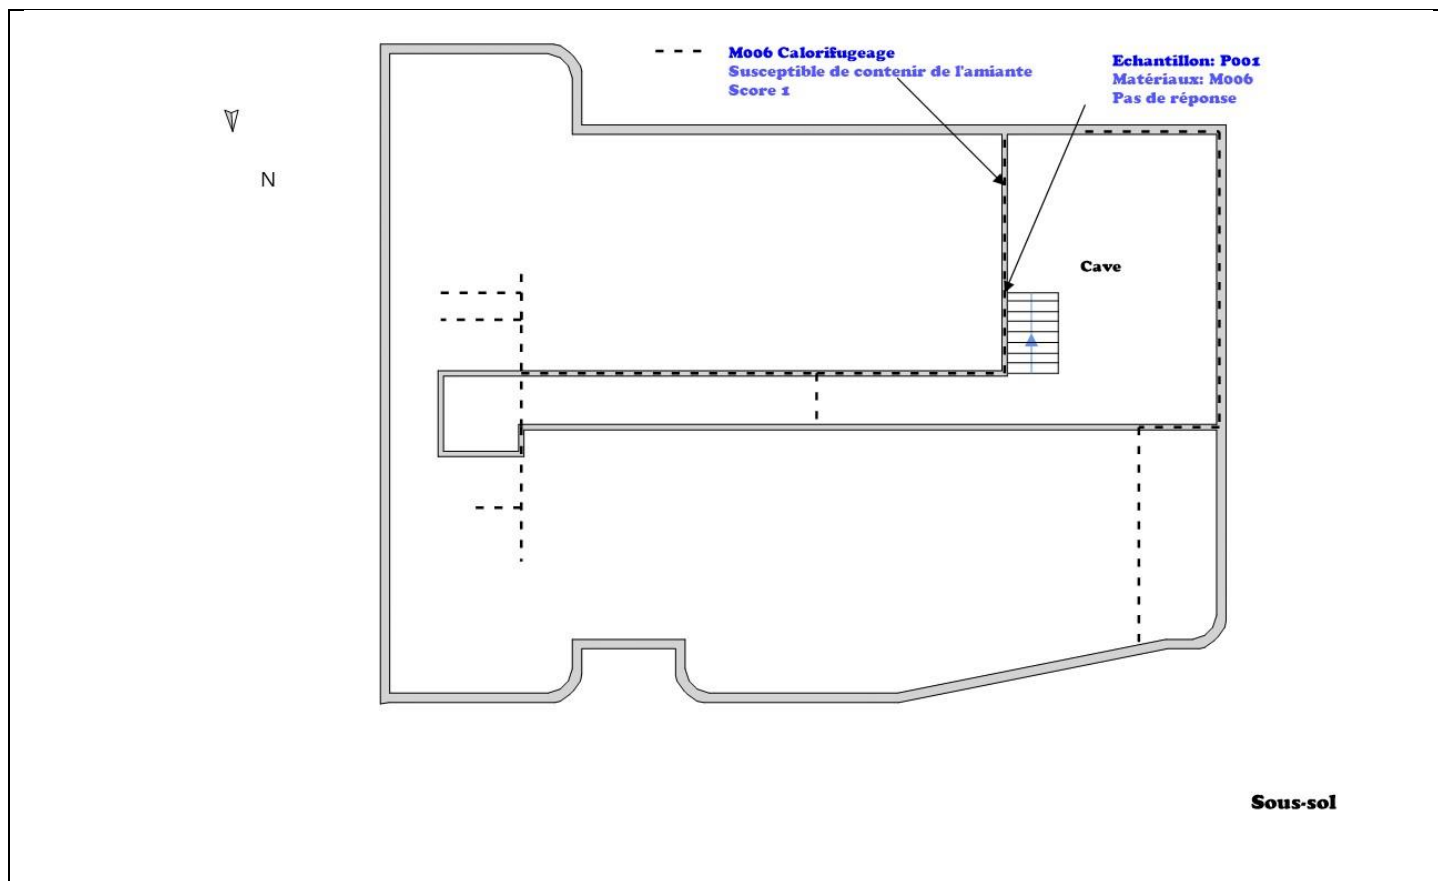 M006 Calorifugeage
Susceptible de contenir de l'amiante
Score 1
Echantillon: P001
Matériaux: M006
Pas de réponse
N
Cave
Sous-sol